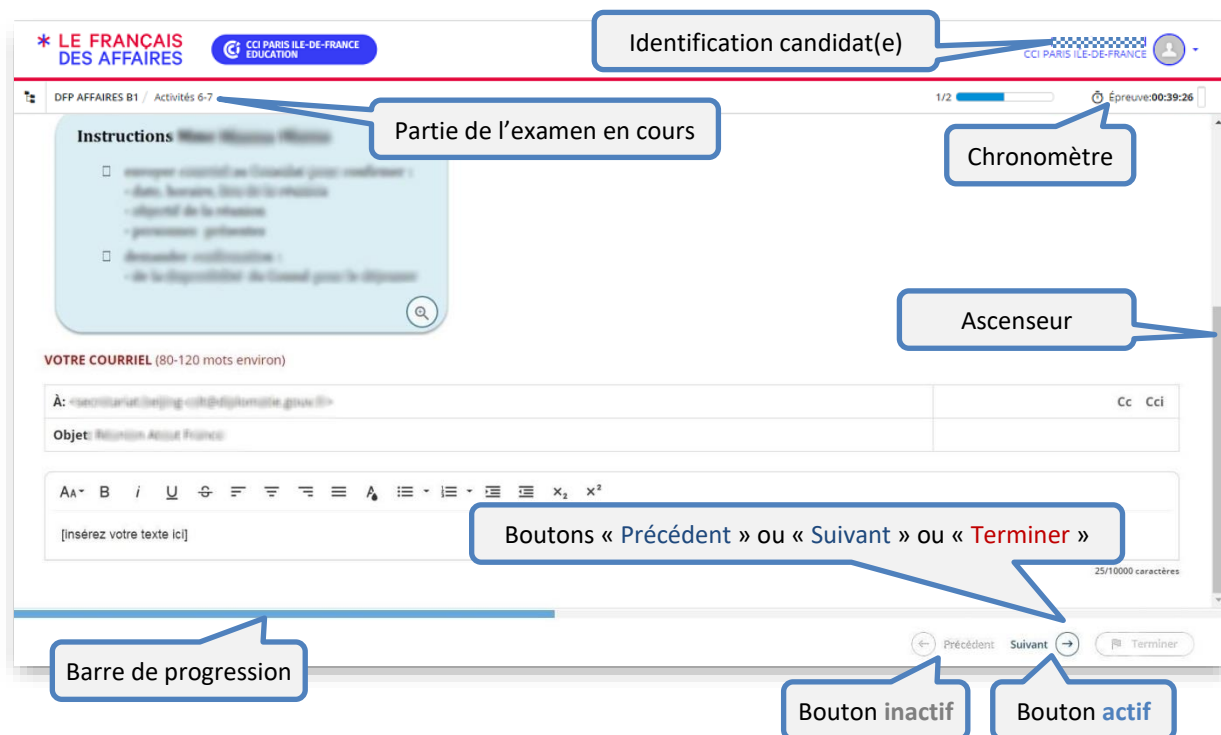 * LE FRANÇAIS
DES AFFAIRES
CCI PARIS ILE-DE-FRANCE
EDUCATION
Identification candidat(e)
CCI PARIS ILE-DE-FRANCE
DFP AFFAIRES B1 / Activités 6-7
1/2
Épreuve:00:39:26
Partie de l'examen en cours
Chronomètre
Instructions
Ascenseur
VOTRE COURRIEL (80-120 mots environ)
À:
Cc Cci
Objet:
AA B i U S A x₂ x²
[insérez votre texte ici]
Boutons « Précédent » ou « Suivant » ou « Terminer »
25/10000 caractères
Précédent Suivant Terminer
Barre de progression
Bouton inactif
Bouton actif